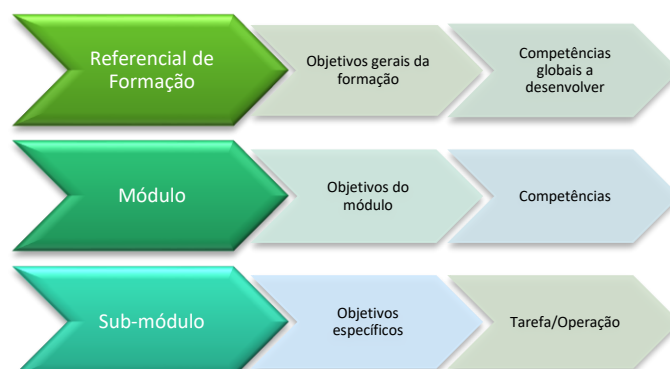 Referencial de
Formação
Objetivos gerais da
formação
Competências
globais a
desenvolver
Módulo
Objetivos do
módulo
Competências
Sub-módulo
Objetivos
específicos
Tarefa/Operação